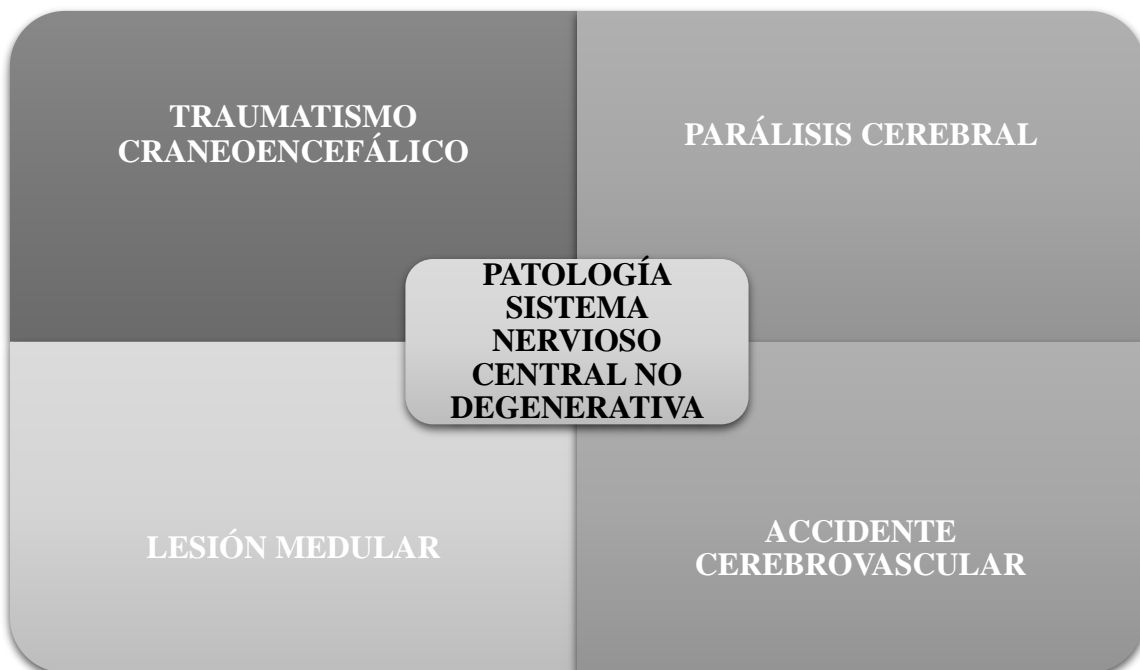 TRAUMATISMO
CRANEOENCEFÁLICO
PARÁLISIS CEREBRAL
PATOLOGÍA
SISTEMA
NERVIOSO
CENTRAL NO
DEGENERATIVA
LESIÓN MEDULAR
ACCIDENTE
CEREBROVASCULAR